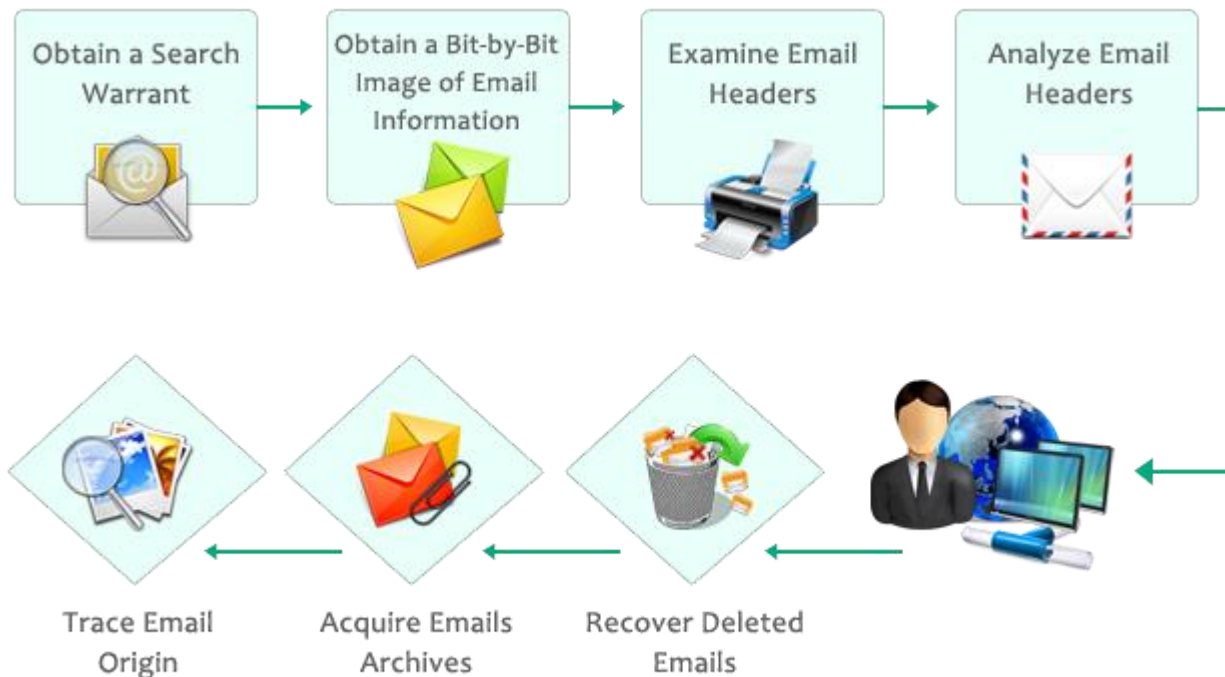 Obtain a Search
Warrant
Obtain a Bit-by-Bit
Image of Email
Information
Examine Email
Headers
Analyze Email
Headers
Trace Email
Origin
Acquire Emails
Archives
Recover Deleted
Emails